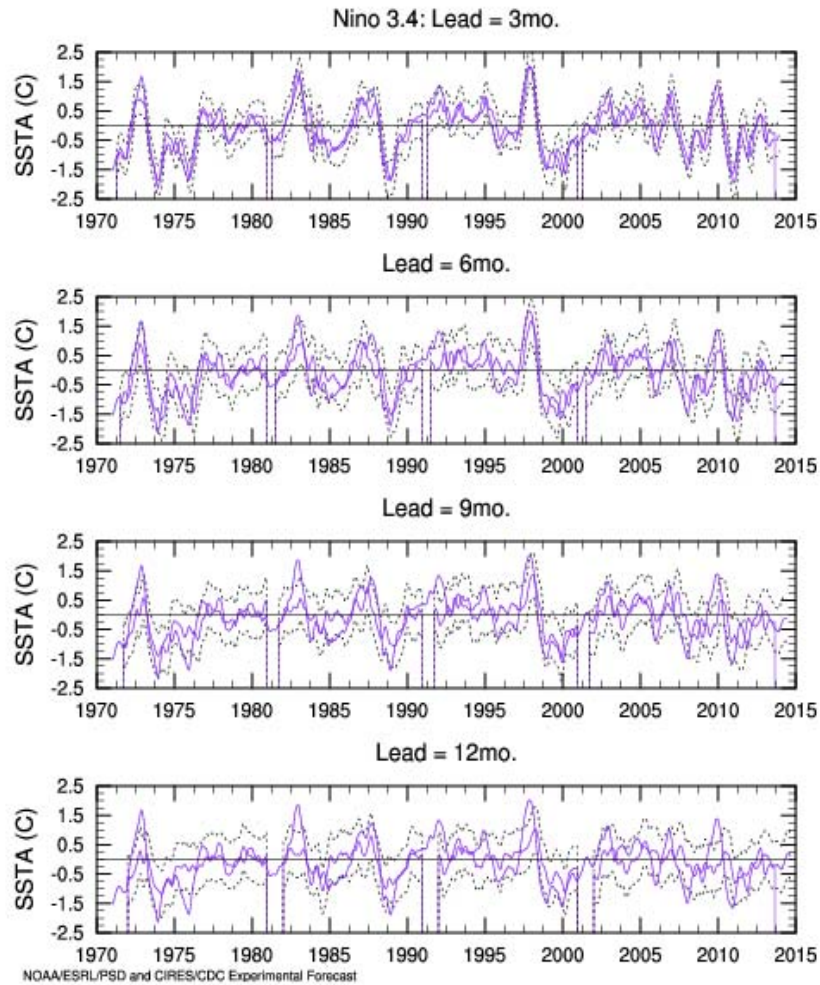 Nino 3.4: Lead = 3mo.
SSTA (C)
2.5
1.5
0.5
-0.5
-1.5
-2.5
1970 1975 1980 1985 1990 1995 2000 2005 2010 2015
Lead = 6mo.
SSTA (C)
2.5
1.5
0.5
-0.5
-1.5
-2.5
1970 1975 1980 1985 1990 1995 2000 2005 2010 2015
Lead = 9mo.
SSTA (C)
2.5
1.5
0.5
-0.5
-1.5
-2.5
1970 1975 1980 1985 1990 1995 2000 2005 2010 2015
Lead = 12mo.
SSTA (C)
2.5
1.5
0.5
-0.5
-1.5
-2.5
1970 1975 1980 1985 1990 1995 2000 2005 2010 2015
NOAA/ESRL/PSD and CIRES/CDC Experimental Forecast